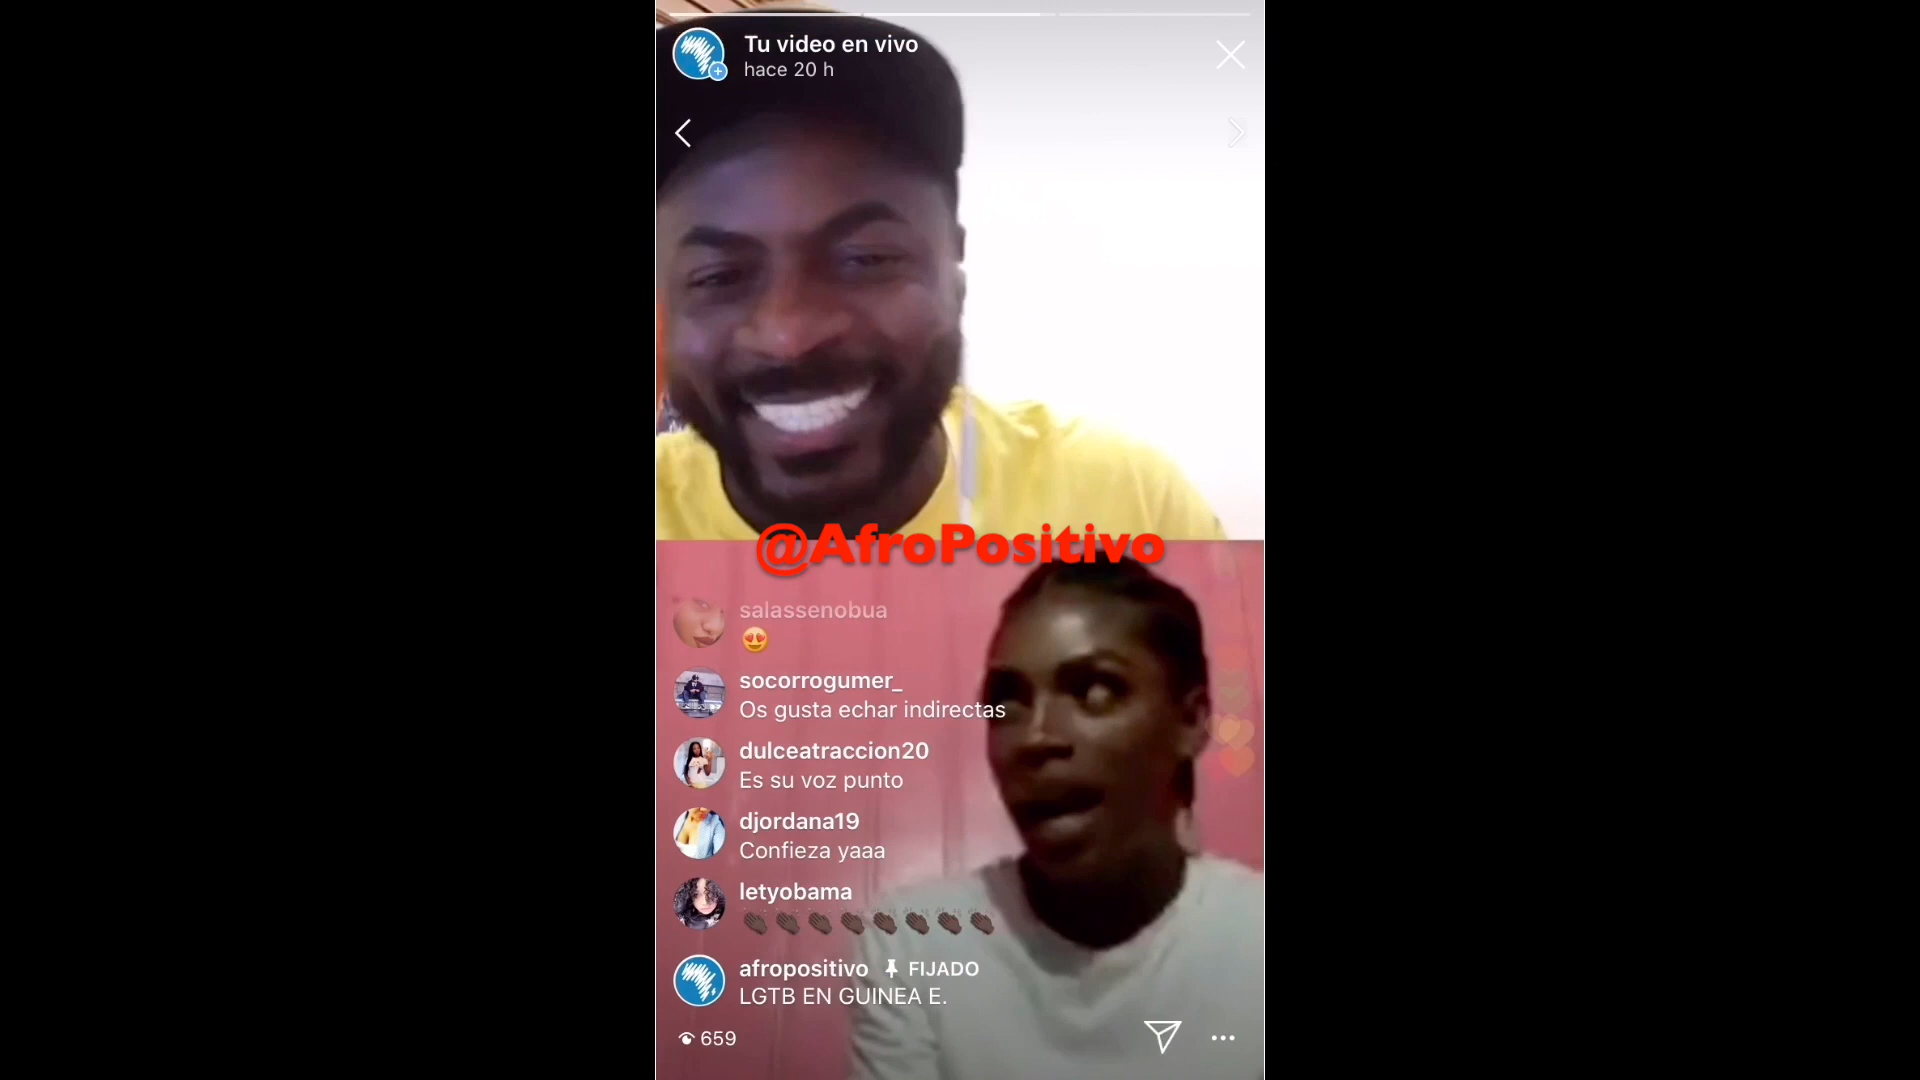 Tu video en vivo
hace 20 h
@AfroPositivo
salassenobua
😍
socorrogumer_
Os gusta echar indirectas
dulceatraccion20
Es su voz punto
djordana19
Confieza yaaa
letyobama
👏🏿👏🏿👏🏿👏🏿👏🏿👏🏿👏🏿👏🏿
afropositivo FIJADO
LGTB EN GUINEA E.
659